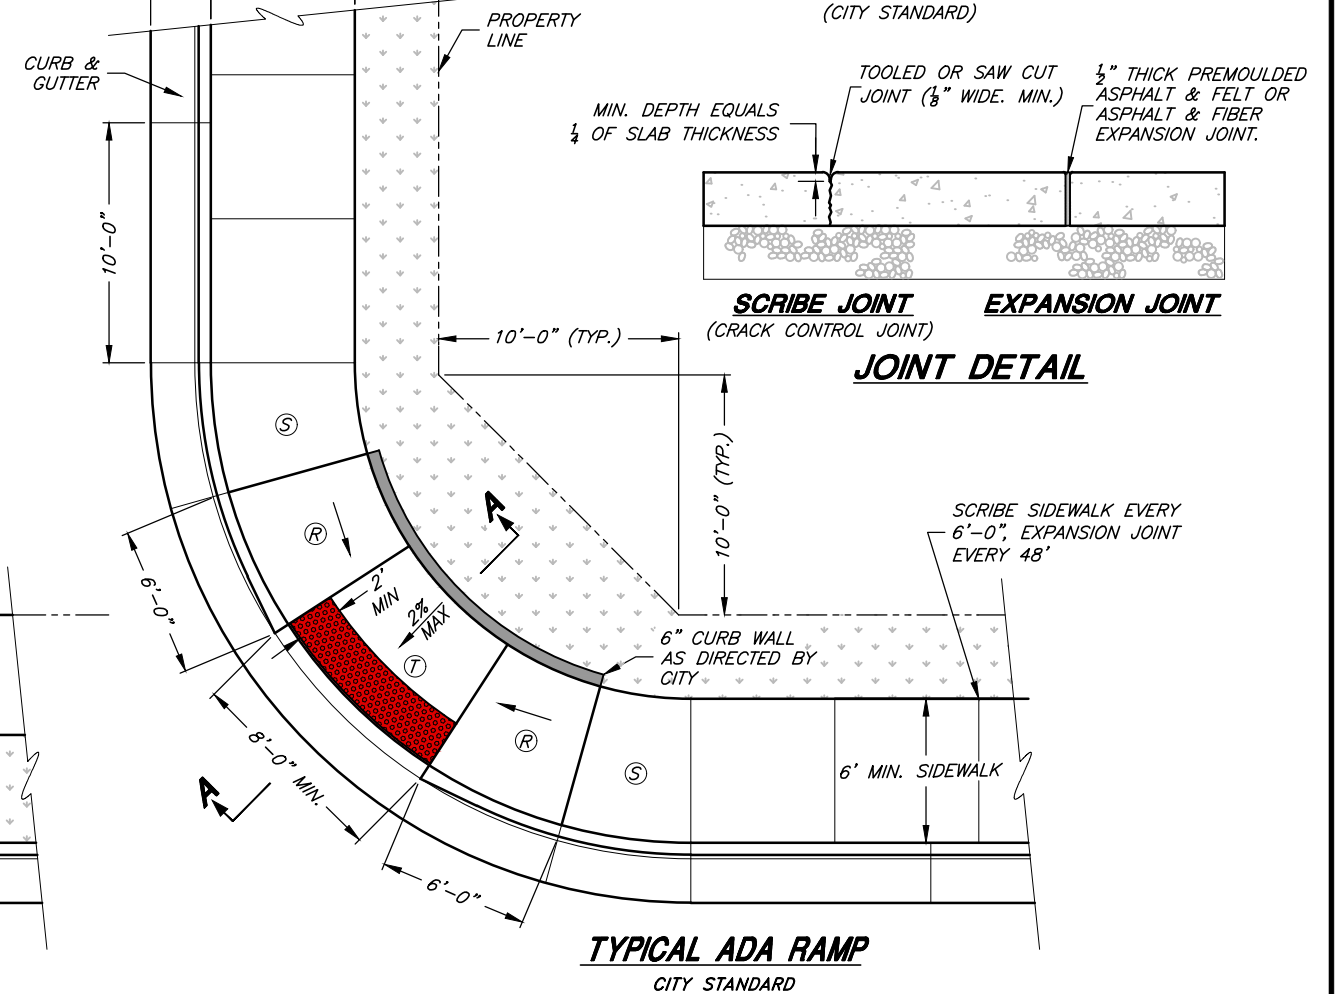 (CITY STANDARD)
PROPERTY
LINE
CURB &
GUTTER
TOOLED OR SAW CUT
JOINT (1/8" WIDE. MIN.)
1/2" THICK PREMOULDED
ASPHALT & FELT OR
ASPHALT & FIBER
EXPANSION JOINT.
MIN. DEPTH EQUALS
1/4 OF SLAB THICKNESS
10'-0"
SCRIBE JOINT
(CRACK CONTROL JOINT)
EXPANSION JOINT
JOINT DETAIL
10'-0" (TYP.)
10'-0" (TYP.)
S
R
A
SCRIBE SIDEWALK EVERY
6'-0", EXPANSION JOINT
EVERY 48'
6'-0"
2'
MIN
2%
MAX
T
6" CURB WALL
AS DIRECTED BY
CITY
R
S
8'-0" MIN.
A
6' MIN. SIDEWALK
6'-0"
TYPICAL ADA RAMP
CITY STANDARD